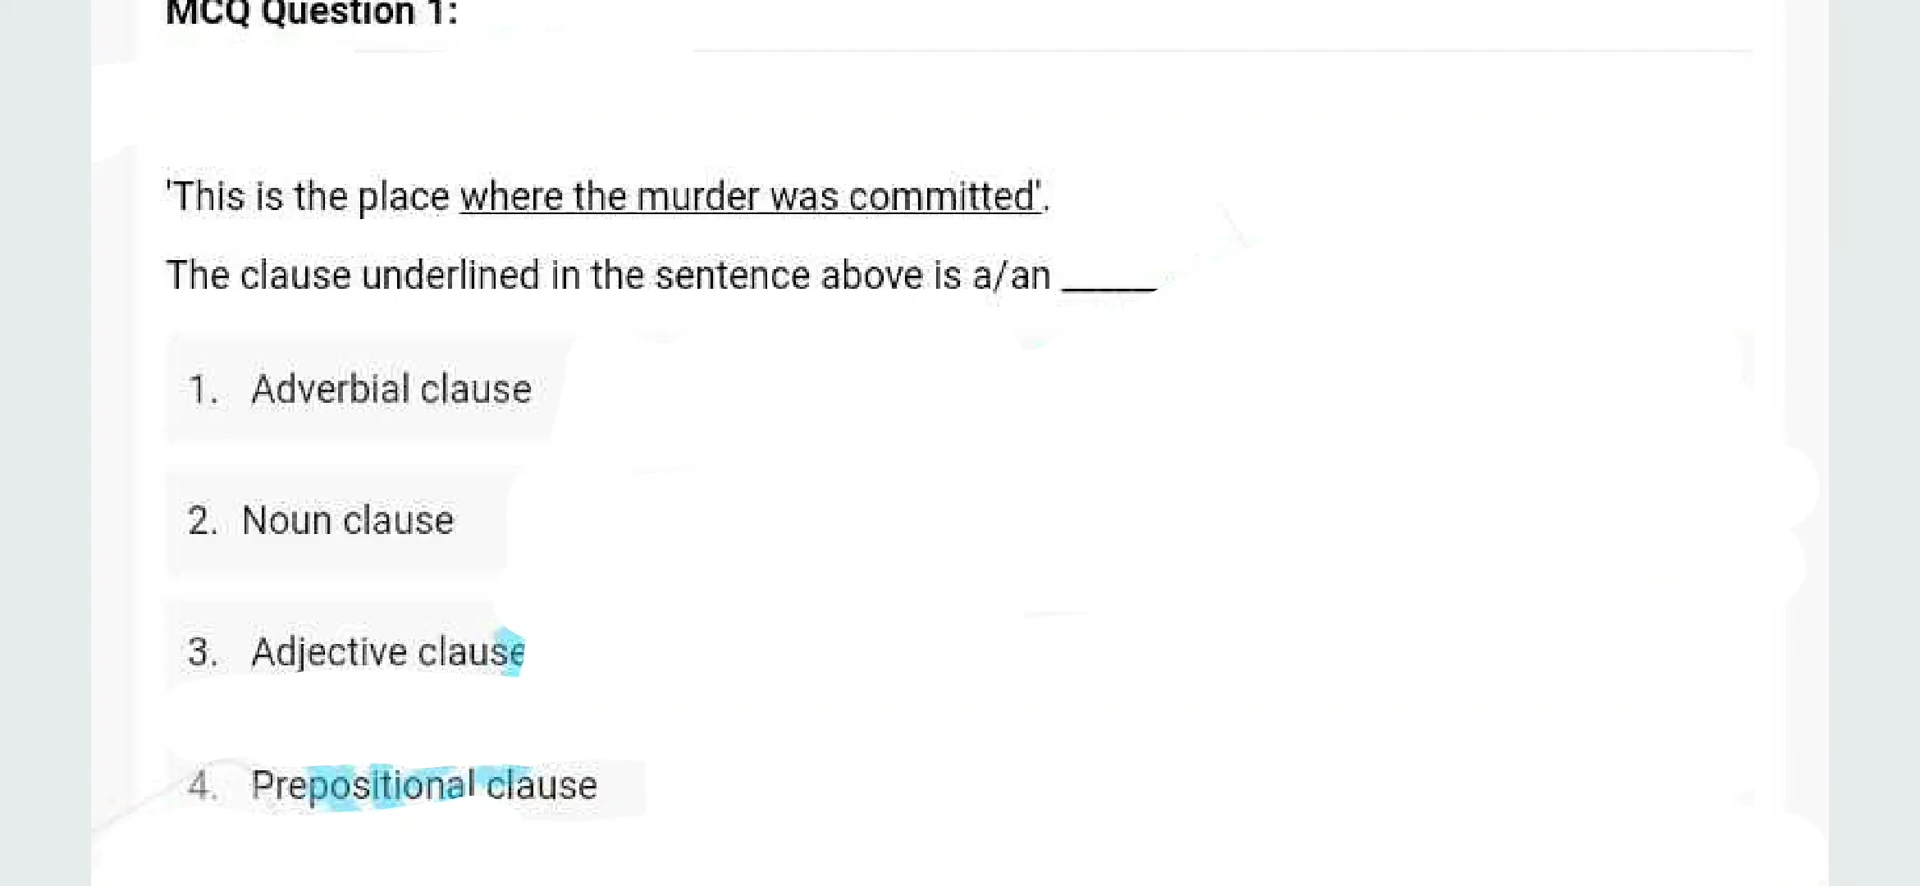 MCQ Question 1:
'This is the place where the murder was committed'.
The clause underlined in the sentence above is a/an _____
1. Adverbial clause
2. Noun clause
3. Adjective clause
4. Prepositional clause